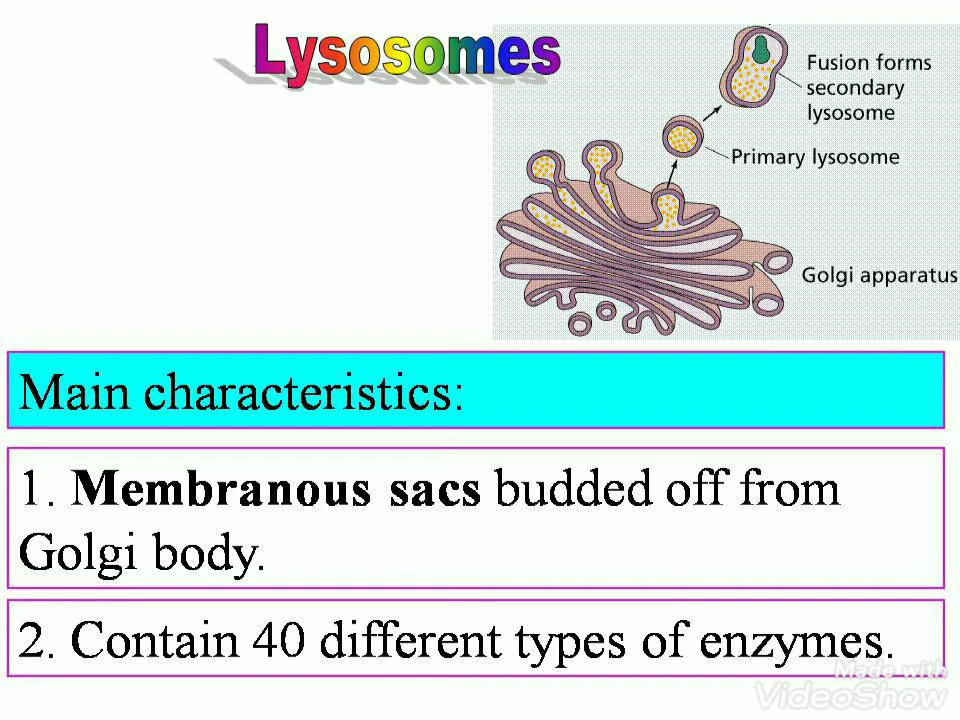 Lysosomes
Fusion forms
secondary
lysosome
Primary lysosome
Golgi apparatus
Main characteristics:
1. Membranous sacs budded off from
Golgi body.
2. Contain 40 different types of enzymes.
Made with
VideoShow